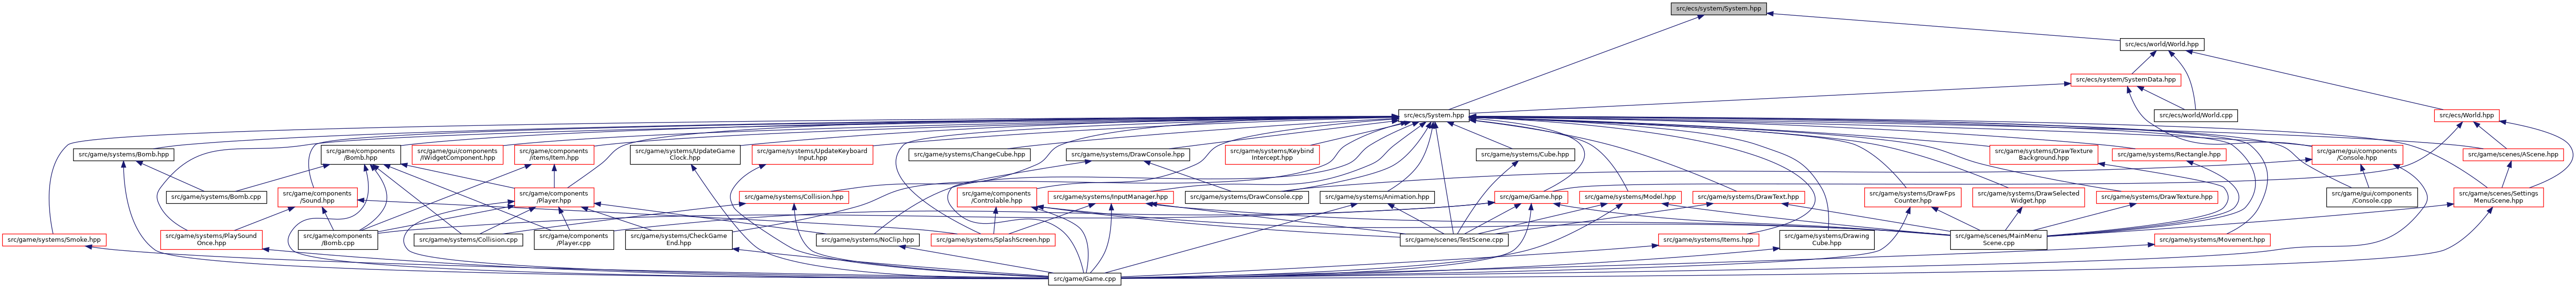 src/ecs/system/System.hpp
src/ecs/world/World.hpp
src/ecs/system/SystemData.hpp
src/ecs/System.hpp
src/ecs/world/World.cpp
src/ecs/World.hpp
src/game/systems/Bomb.hpp
src/game/components
/Bomb.hpp
src/game/gui/components
/IWidgetComponent.hpp
src/game/components
/items/Item.hpp
src/game/systems/UpdateGame
Clock.hpp
src/game/systems/UpdateKeyboard
Input.hpp
src/game/systems/ChangeCube.hpp
src/game/systems/DrawConsole.hpp
src/game/systems/Keybind
Intercept.hpp
src/game/systems/Cube.hpp
src/game/systems/DrawTexture
Background.hpp
src/game/systems/Rectangle.hpp
src/game/gui/components
/Console.hpp
src/game/scenes/AScene.hpp
src/game/systems/Bomb.cpp
src/game/components
/Sound.hpp
src/game/components
/Player.hpp
src/game/systems/Collision.hpp
src/game/components
/Controlable.hpp
src/game/systems/InputManager.hpp
src/game/systems/DrawConsole.cpp
src/game/systems/Animation.hpp
src/game/Game.hpp
src/game/systems/Model.hpp
src/game/systems/DrawText.hpp
src/game/systems/DrawFps
Counter.hpp
src/game/systems/DrawSelected
Widget.hpp
src/game/systems/DrawTexture.hpp
src/game/gui/components
/Console.cpp
src/game/scenes/Settings
MenuScene.hpp
src/game/systems/Smoke.hpp
src/game/systems/PlaySound
Once.hpp
src/game/components
/Bomb.cpp
src/game/systems/Collision.cpp
src/game/components
/Player.cpp
src/game/systems/CheckGame
End.hpp
src/game/systems/NoClip.hpp
src/game/systems/SplashScreen.hpp
src/game/scenes/TestScene.cpp
src/game/systems/Items.hpp
src/game/systems/Drawing
Cube.hpp
src/game/scenes/MainMenu
Scene.cpp
src/game/systems/Movement.hpp
src/game/Game.cpp